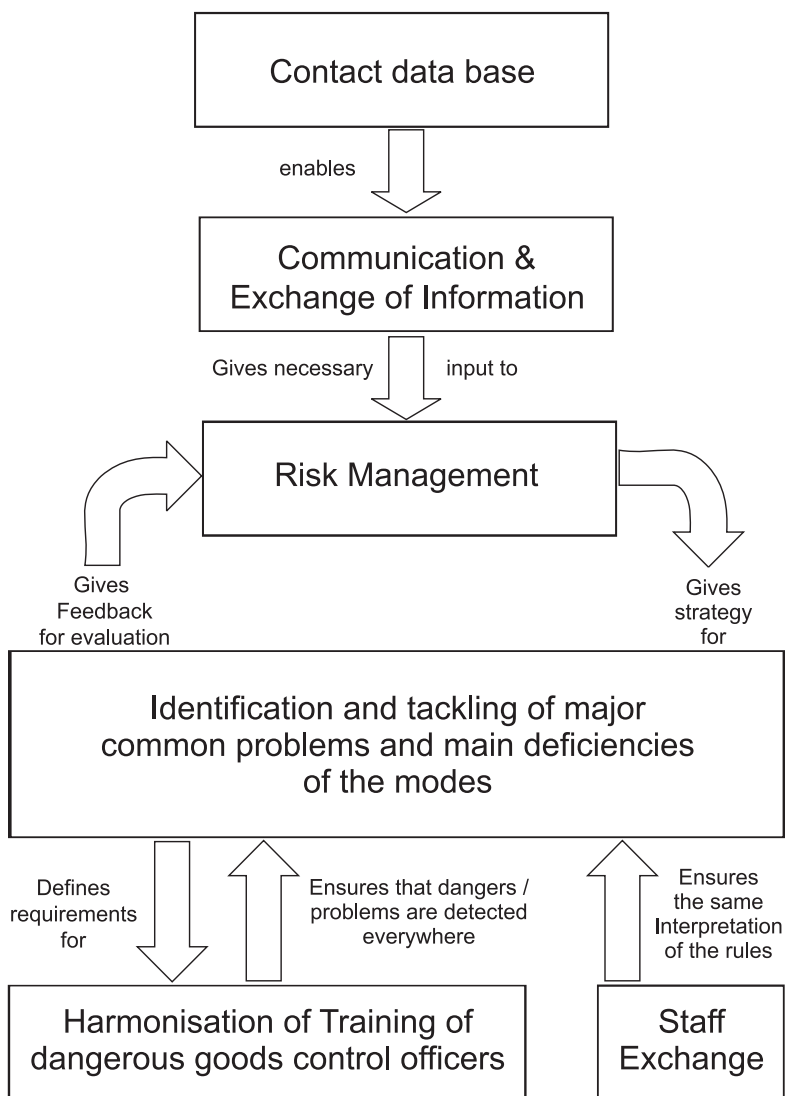 Contact data base
enables
Communication &
Exchange of Information
Gives necessary
input to
Risk Management
Gives
Feedback
for evaluation
Gives
strategy
for
Identification and tackling of major
common problems and main deficiencies
of the modes
Defines
requirements
for
Ensures that dangers /
problems are detected
everywhere
Ensures
the same
Interpretation
of the rules
Harmonisation of Training of
dangerous goods control officers
Staff
Exchange